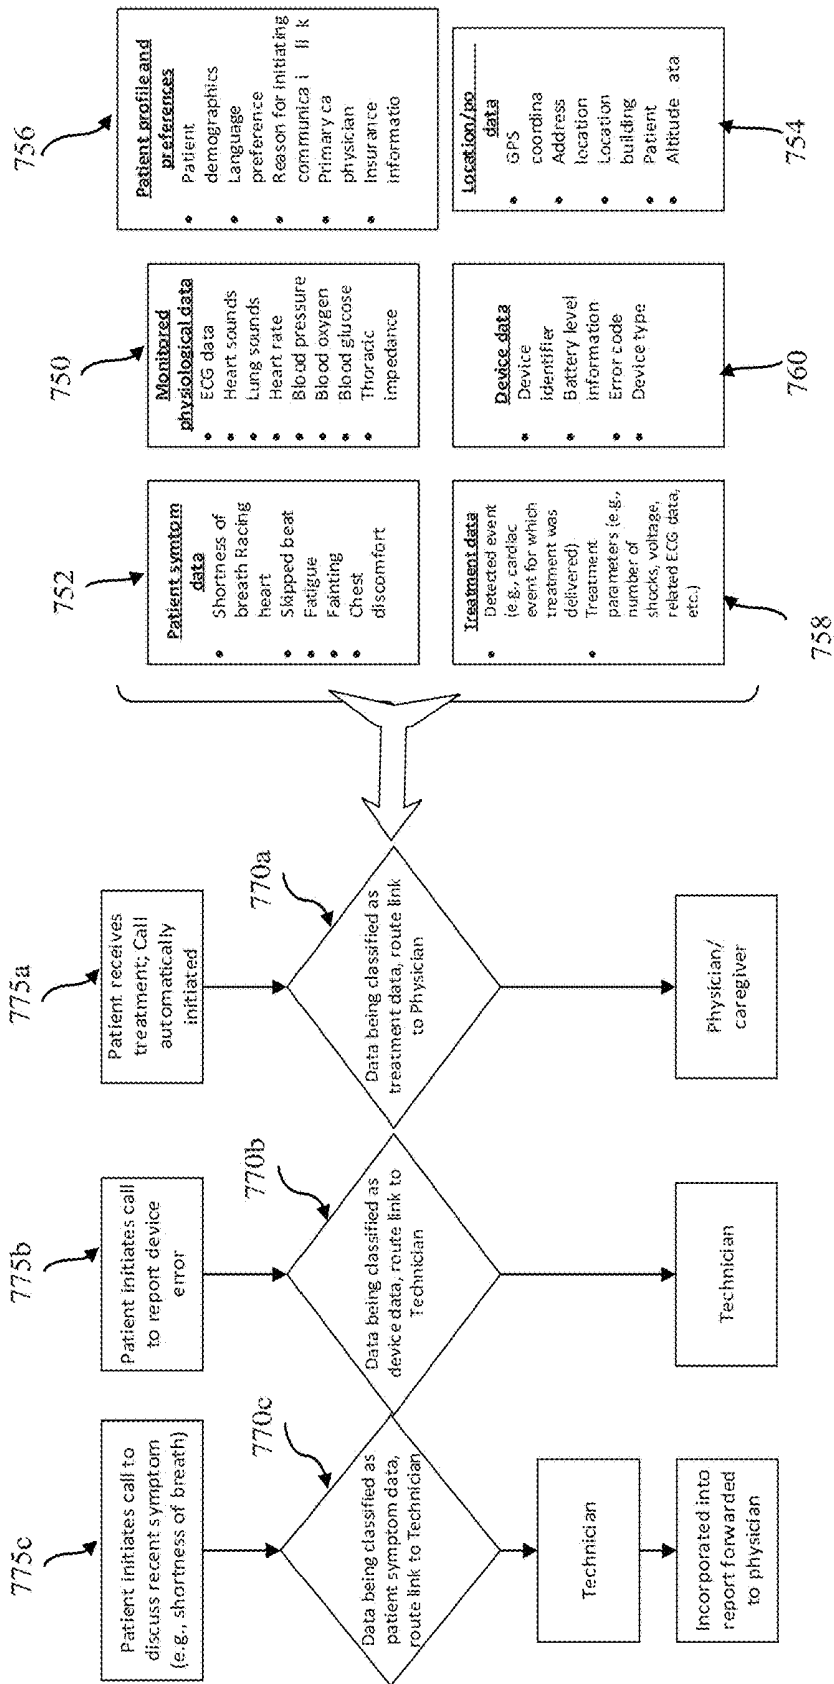 775c
Patient initiates call to
discuss recent symptom
(e.g., shortness of breath)
770c
Data being classified as
patient symptom data,
route link to Technician
Technician
Incorporated into
report forwarded
to physician
775b
Patient initiates call
to report device
error
770b
Data being classified as
device data, route link to
Technician
Technician
775a
Patient receives
treatment; Call
automatically
initiated
770a
Data being classified as
treatment data, route link
to Physician
Physician/
caregiver
752
Patient symtom
data
• Shortness of
breath Racing
heart
• Skipped beat
• Fatigue
• Fainting
• Chest
discomfort
750
Monitored
physiological data
• ECG data
• Heart sounds
• Lung sounds
• Heart rate
• Blood pressure
• Blood oxygen
• Blood glucose
• Thoracic
impedance
756
Patient profile and
preferences
• Patient
demographics
• Language
preference
• Reason for initiating
communica
• Primary ca
physician
• Insurance
informatio
Treatment data
• Detected event
(e.g., cardiac
event for which
treatment was
delivered)
• Treatment
parameters (e.g.,
number of
shocks, voltage,
related ECG data,
etc.)
758
Device data
• Device
identifier
• Battery level
information
• Error code
• Device type
760
Location/po
data
• GPS
coordina
• Address
location
• Location
building
• Patient
• Altitude ata
754